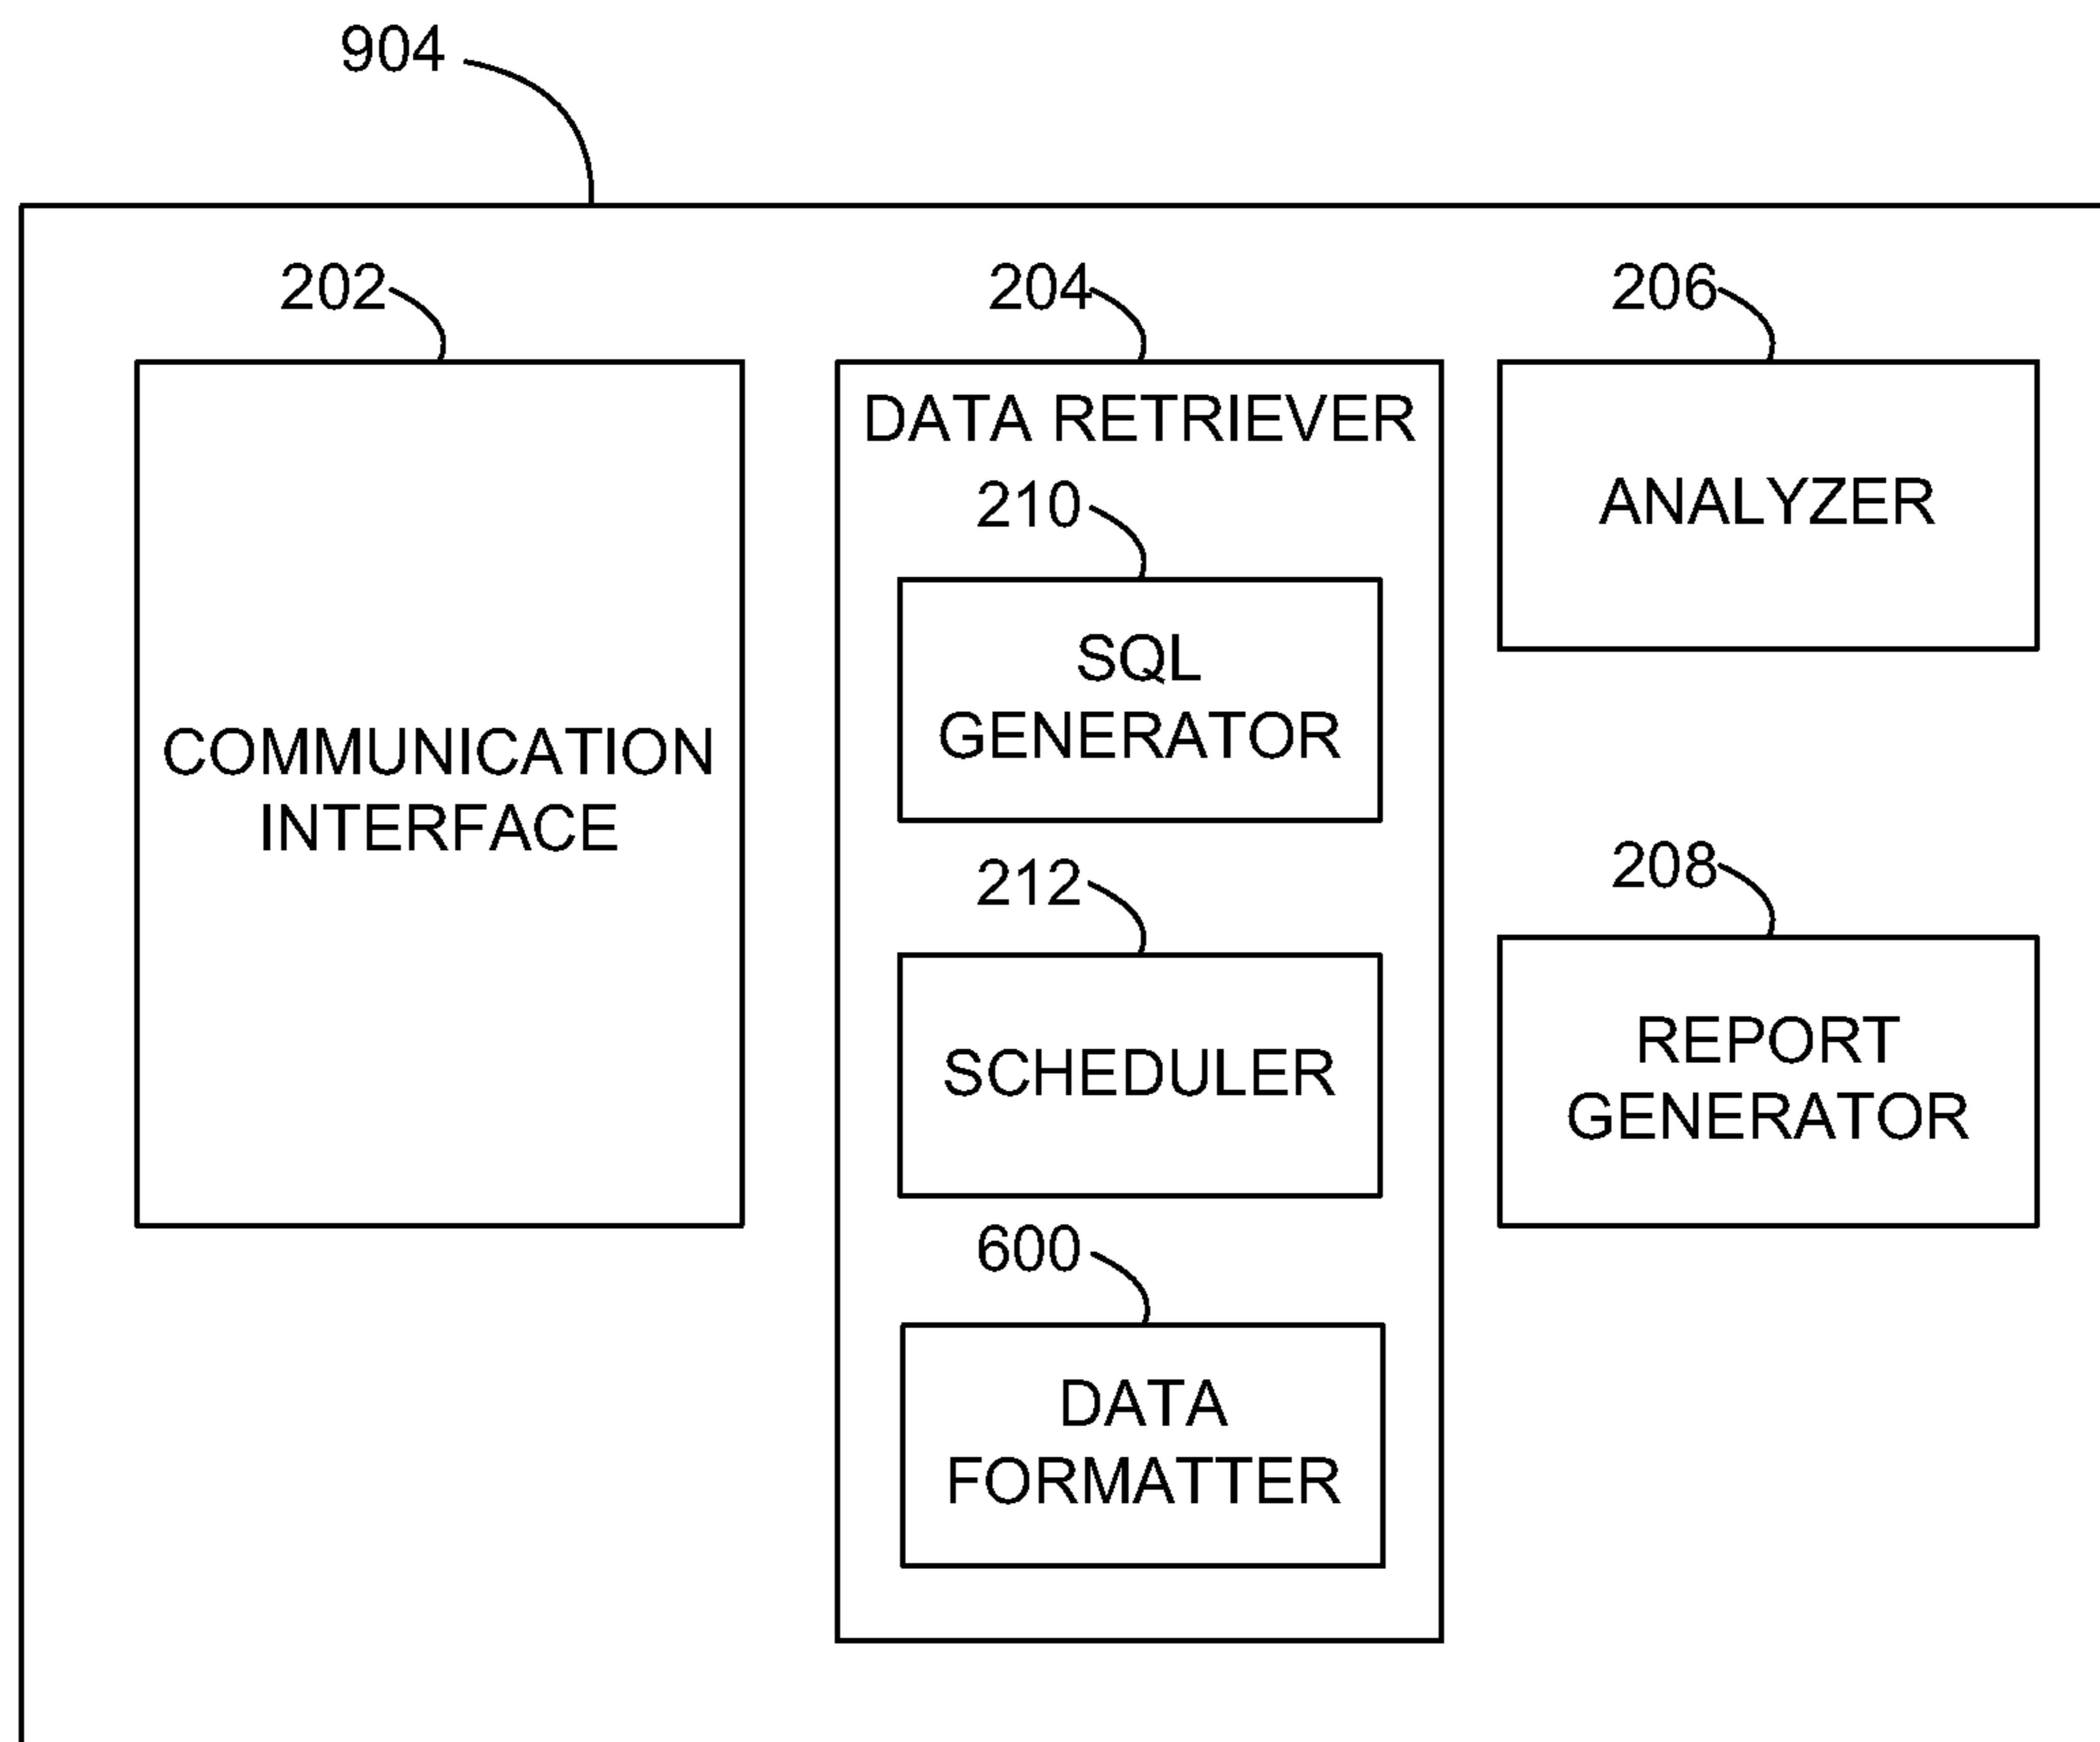 904
202
COMMUNICATION
INTERFACE
204
DATA RETRIEVER
210
SQL
GENERATOR
212
SCHEDULER
600
DATA
FORMATTER
206
ANALYZER
208
REPORT
GENERATOR